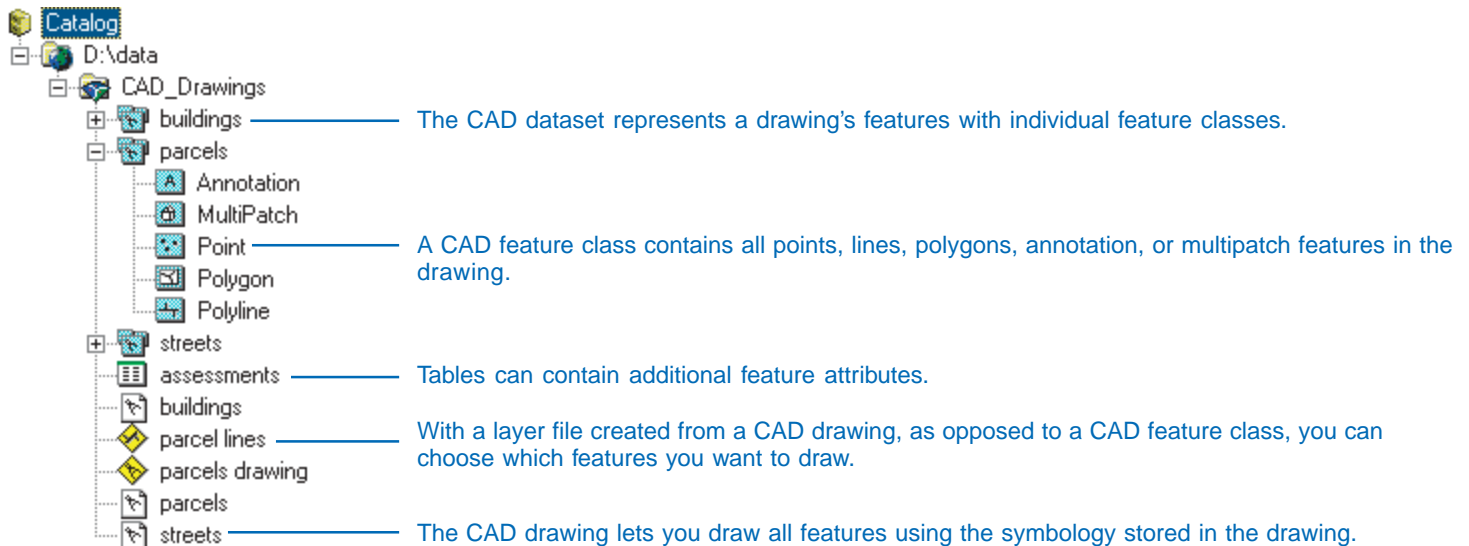 Catalog
D:\data
CAD_Drawings
buildings
The CAD dataset represents a drawing’s features with individual feature classes.
parcels
A Annotation
MultiPatch
Point
A CAD feature class contains all points, lines, polygons, annotation, or multipatch features in the
drawing.
Polygon
Polyline
streets
assessments
Tables can contain additional feature attributes.
buildings
parcel lines
With a layer file created from a CAD drawing, as opposed to a CAD feature class, you can
choose which features you want to draw.
parcels drawing
parcels
streets
The CAD drawing lets you draw all features using the symbology stored in the drawing.